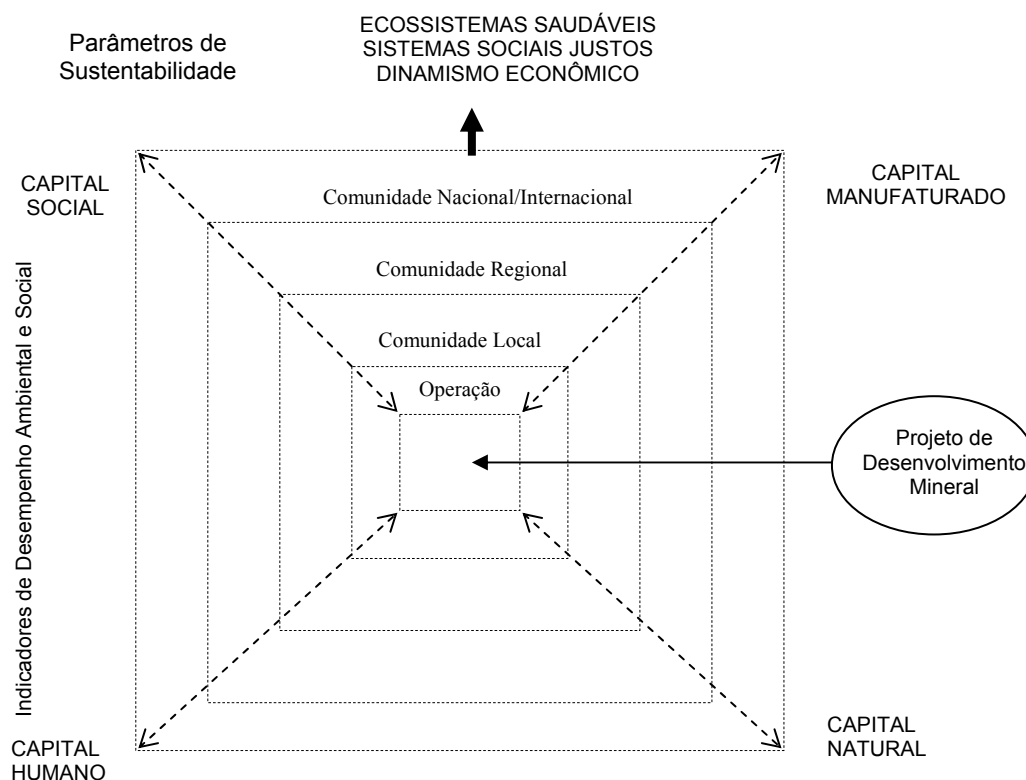 Parâmetros de
Sustentabilidade
ECOSSISTEMAS SAUDÁVEIS
SISTEMAS SOCIAIS JUSTOS
DINAMISMO ECONÔMICO
CAPITAL
SOCIAL
CAPITAL
MANUFATURADO
Comunidade Nacional/Internacional
Comunidade Regional
Comunidade Local
Operação
Indicadores de Desempenho Ambiental e Social
Projeto de
Desenvolvimento
Mineral
CAPITAL
HUMANO
CAPITAL
NATURAL